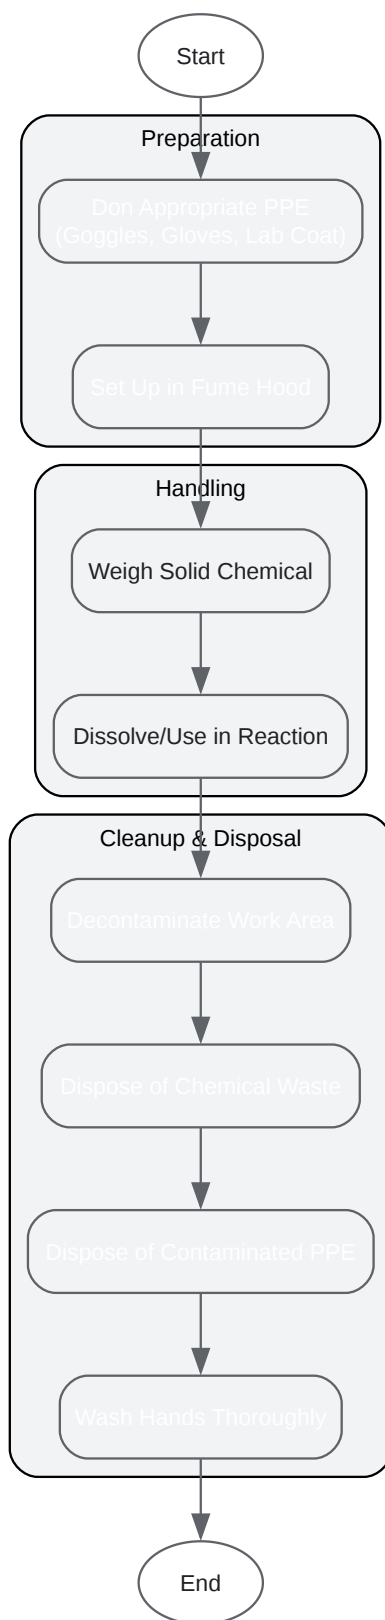 Start
Preparation
Don Appropriate PPE
(Goggles, Gloves, Lab Coat)
Set Up in Fume Hood
Handling
Weigh Solid Chemical
Dissolve/Use in Reaction
Cleanup & Disposal
Decontaminate Work Area
Dispose of Chemical Waste
Dispose of Contaminated PPE
Wash Hands Thoroughly
End